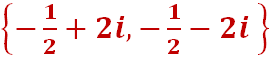 {-1/2 + 2i, -1/2 - 2i}